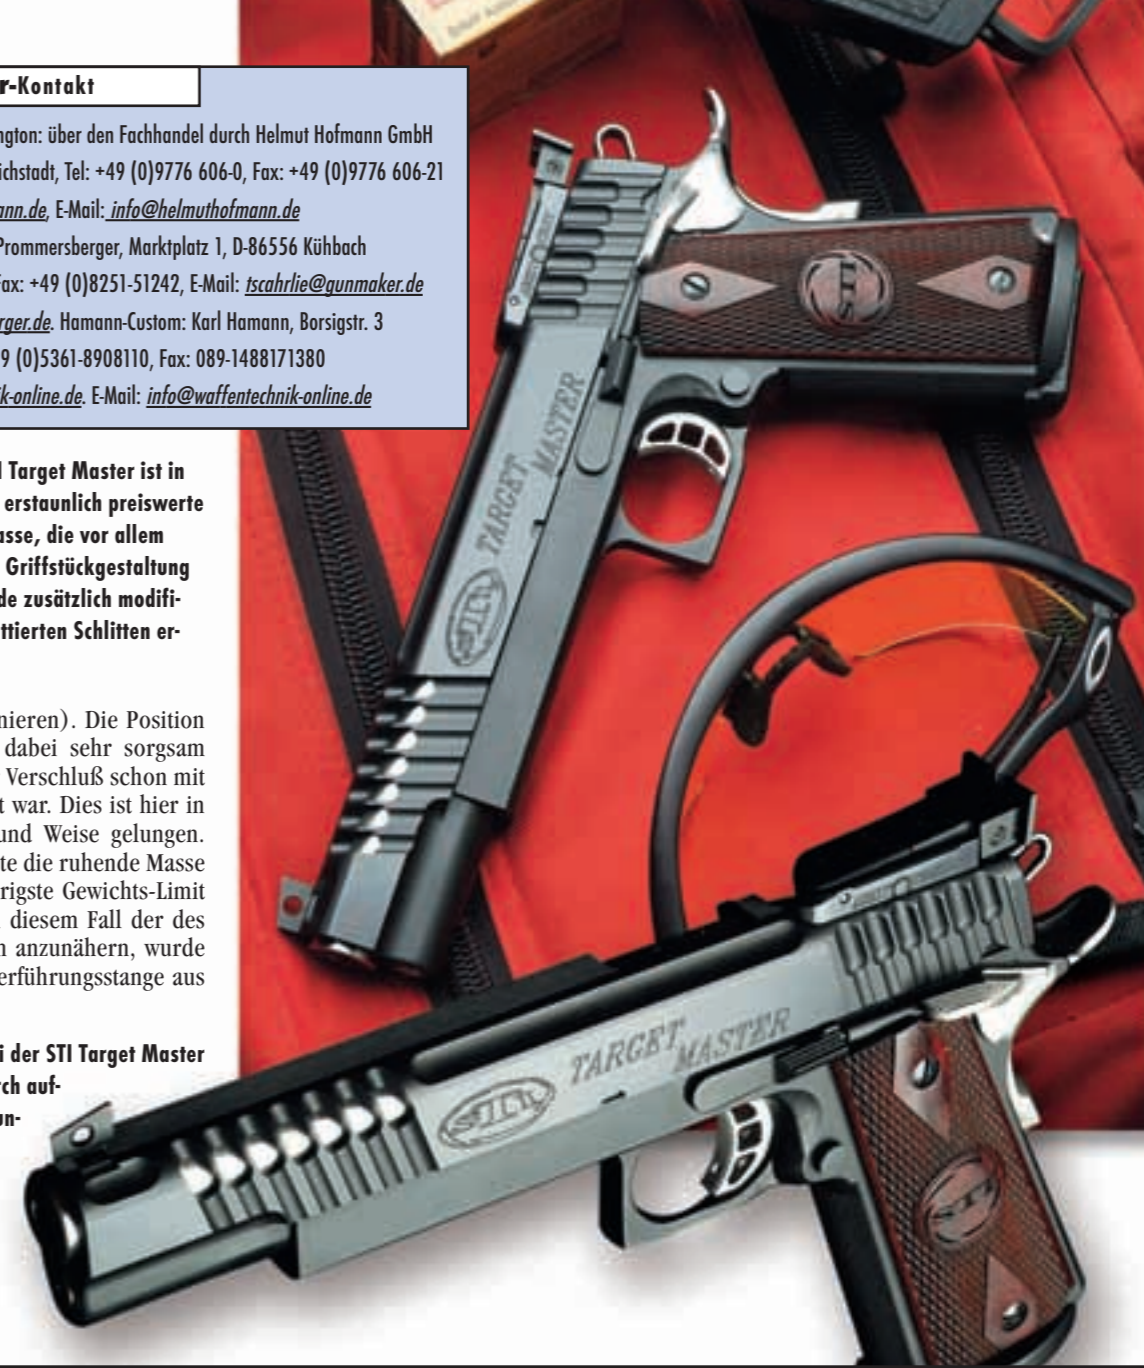 r-Kontakt
ngton: über den Fachhandel durch Helmut Hofmann GmbH
ichstadt, Tel: +49 (0)9776 606-0, Fax: +49 (0)9776 606-21
ann.de, E-Mail: info@helmuthofmann.de
Prommersberger, Marktplatz 1, D-86556 Kühbach
Fax: +49 (0)8251-51242, E-Mail: tscahrlie@gunmaker.de
rger.de. Hamann-Custom: Karl Hamann, Borsigstr. 3
9 (0)5361-8908110, Fax: 089-1488171380
k-online.de. E-Mail: info@waffentechnik-online.de
I Target Master ist in
erstaunlich preiswerte
asse, die vor allem
Griffstückgestaltung
de zusätzlich modifi-
ttierten Schlitten er-
nieren). Die Position
dabei sehr sorgsam
Verschluß schon mit
t war. Dies ist hier in
und Weise gelungen.
te die ruhende Masse
rigste Gewichts-Limit
diesem Fall der des
n anzunähern, wurde
erführungsstange aus
i der STI Target Master
rch auf-
un-
STI
TARGET MASTER
STI
STI
TARGET MASTER
STI